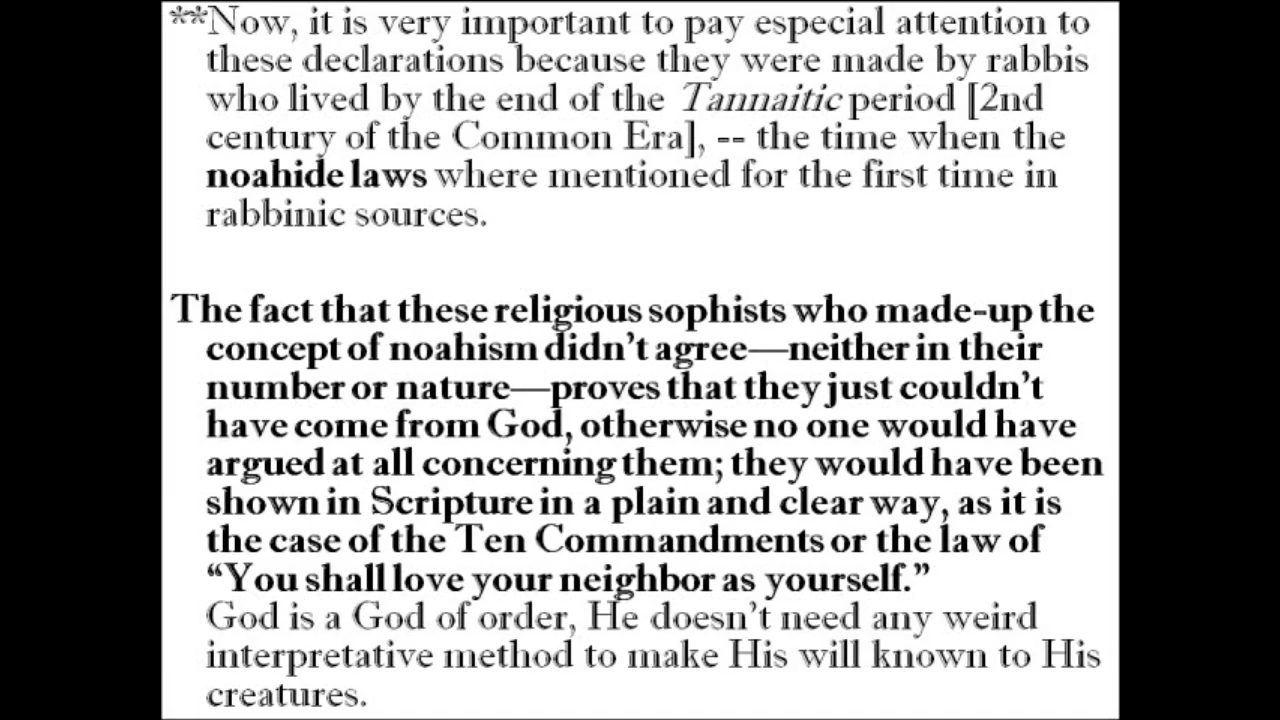 **Now, it is very important to pay especial attention to
these declarations because they were made by rabbis
who lived by the end of the Tannaitic period [2nd
century of the Common Era], -- the time when the
noahide laws where mentioned for the first time in
rabbinic sources.
The fact that these religious sophists who made-up the
concept of noahism didn't agree—neither in their
number or nature—proves that they just couldn't
have come from God, otherwise no one would have
argued at all concerning them; they would have been
shown in Scripture in a plain and clear way, as it is
the case of the Ten Commandments or the law of
“You shall love your neighbor as yourself.”
God is a God of order, He doesn't need any weird
interpretative method to make His will known to His
creatures.